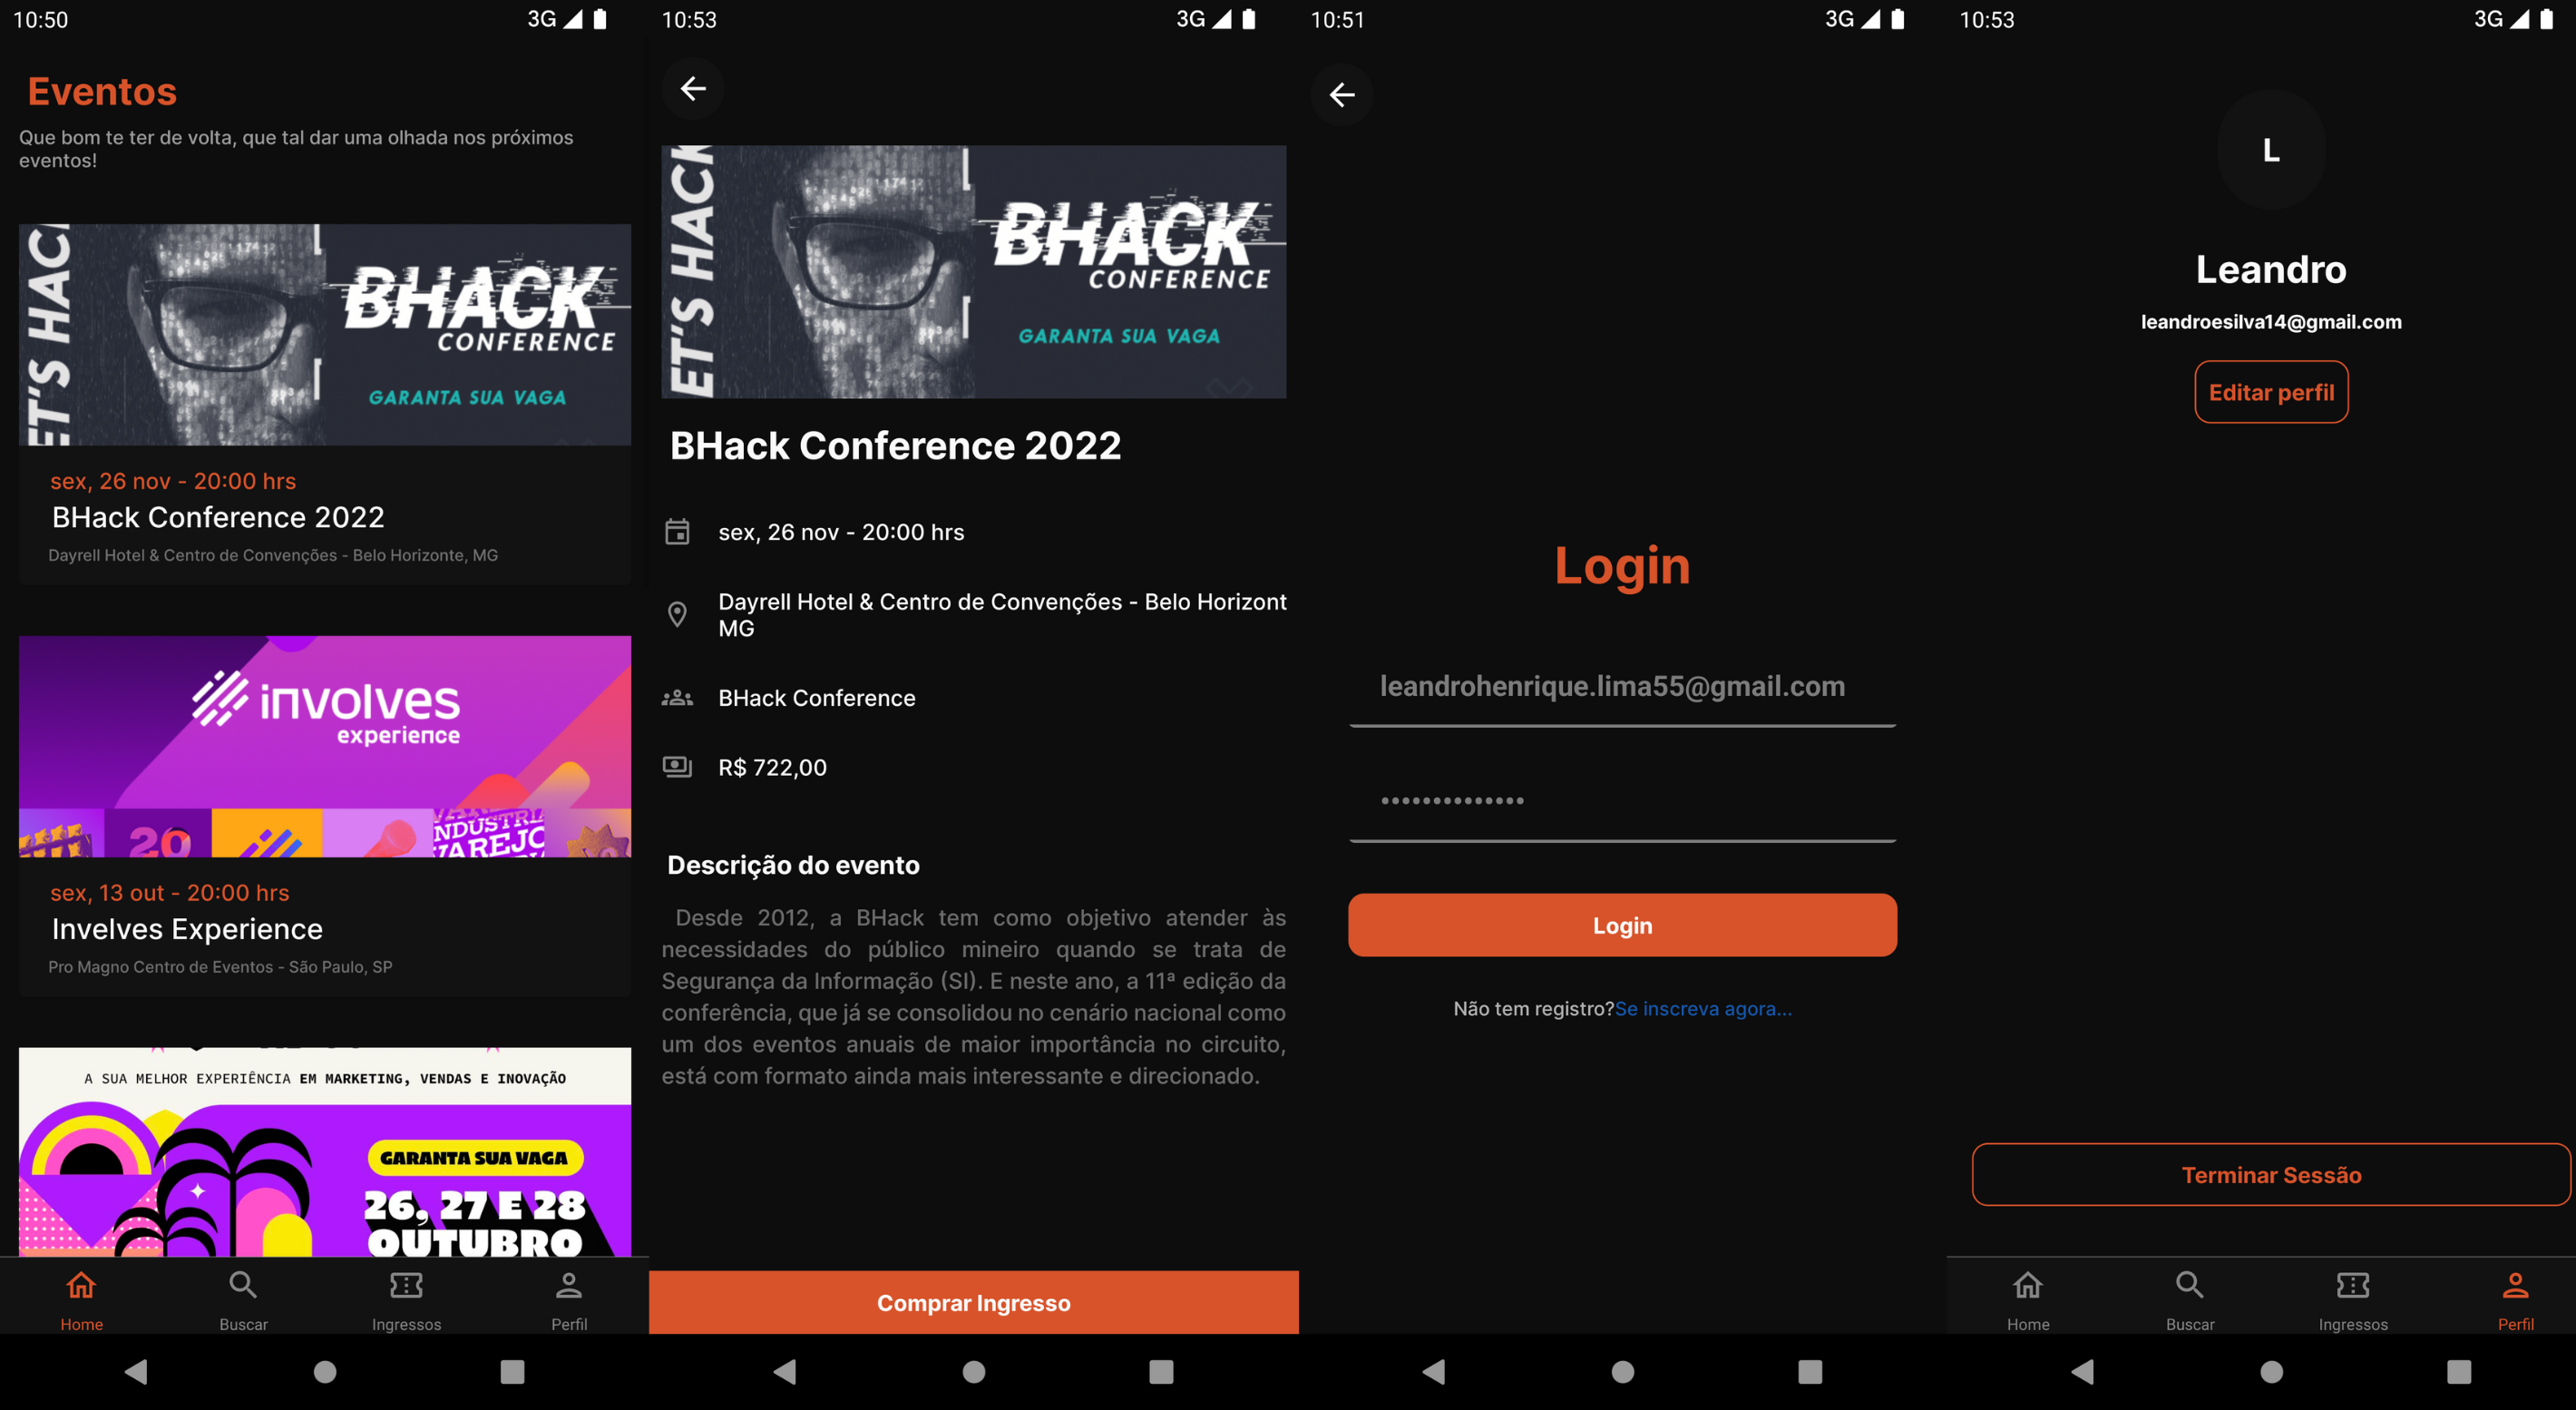 10:50
3G
Eventos
Que bom te ter de volta, que tal dar uma olhada nos próximos
eventos!
ET'S HAC
BHACK
CONFERENCE
GARANTA SUA VAGA
sex, 26 nov - 20:00 hrs
BHack Conference 2022
Dayrell Hotel & Centro de Convenções - Belo Horizonte, MG
involves
experience
20
NDUSTRI
VAREJO
sex, 13 out - 20:00 hrs
Invelves Experience
Pro Magno Centro de Eventos - São Paulo, SP
A SUA MELHOR EXPERIÊNCIA EM MARKETING, VENDAS E INOVAÇÃO
GARANTA SUA VAGA
26, 27 E 28
OUTUBRO
Home
Buscar
Ingressos
Perfil
10:53
3G
ET'S HACK
BHACK
CONFERENCE
GARANTA SUA VAGA
BHack Conference 2022
sex, 26 nov - 20:00 hrs
Dayrell Hotel & Centro de Convenções - Belo Horizont
MG
BHack Conference
R$ 722,00
Descrição do evento
Desde 2012, a BHack tem como objetivo atender às
necessidades do público mineiro quando se trata de
Segurança da Informação (SI). E neste ano, a 11ª edição da
conferência, que já se consolidou no cenário nacional como
um dos eventos anuais de maior importância no circuito,
está com formato ainda mais interessante e direcionado.
Comprar Ingresso
10:51
3G
Login
leandrohenrique.lima55@gmail.com
••••••••••••••
Login
Não tem registro?Se inscreva agora...
10:53
3G
L
Leandro
leandroesilva14@gmail.com
Editar perfil
Terminar Sessão
Home
Buscar
Ingressos
Perfil